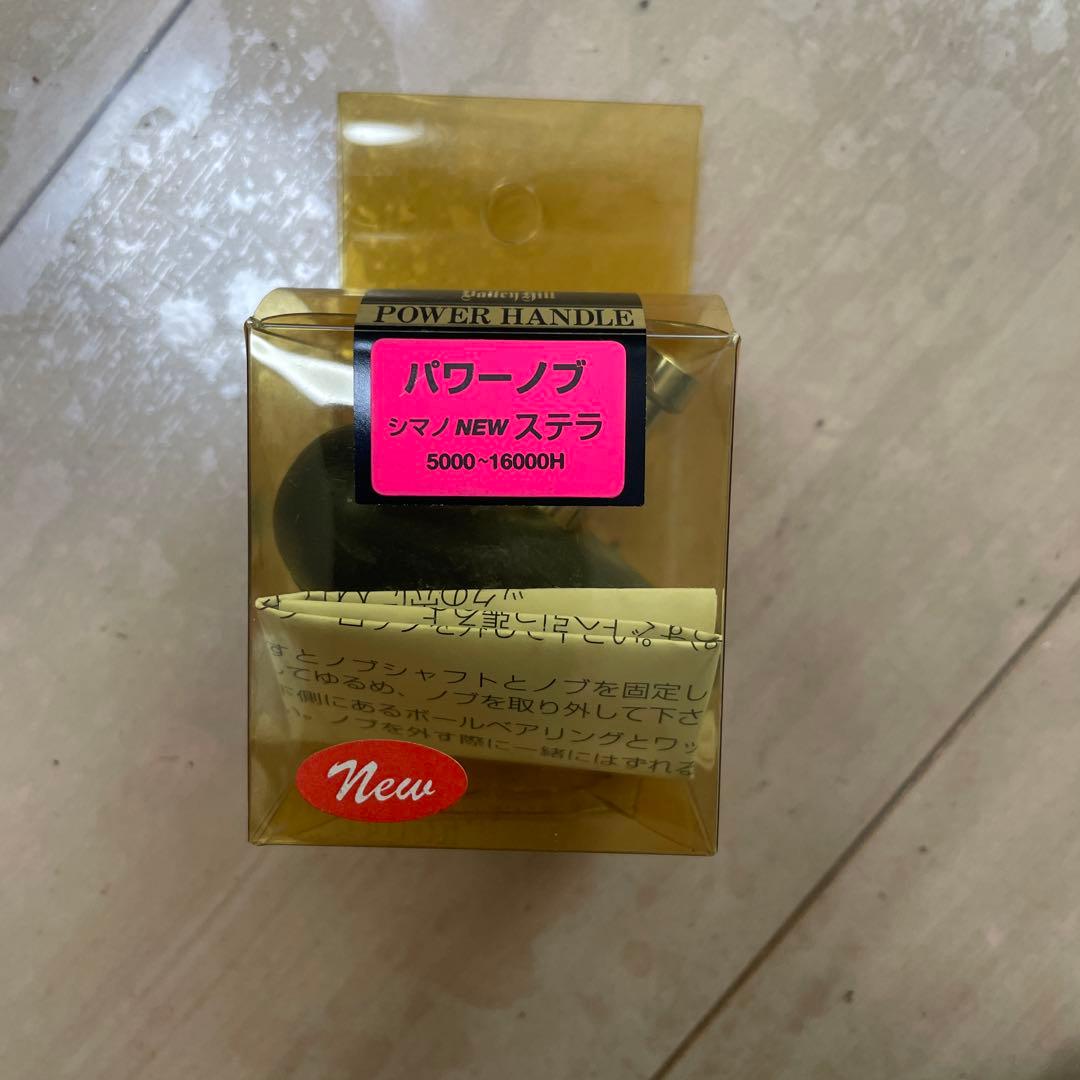 Valley Hill
POWER HANDLE
パワーノブ
シマノ NEW ステラ
5000~16000H
すとノブシャフトとノブを固定し
てゆるめ、ノブを取り外して下さ
側にあるボールベアリングとワッ
ノブを外す際に一緒にはずれる
New